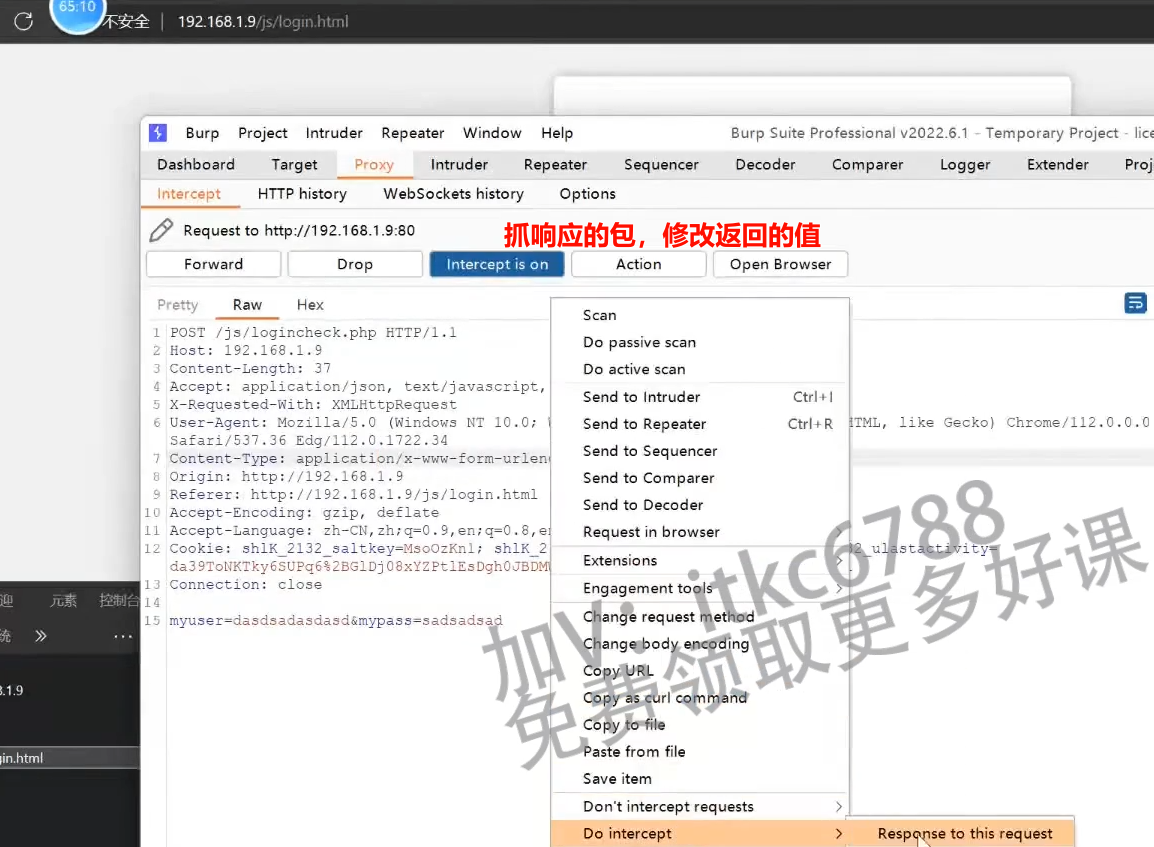 65:10
不安全 | 192.168.1.9/js/login.html
Burp Project Intruder Repeater Window Help
Burp Suite Professional v2022.6.1 - Temporary Project - lice
Dashboard Target Proxy Intruder Repeater Sequencer Decoder Comparer Logger Extender Proj
Intercept HTTP history WebSockets history Options
Request to http://192.168.1.9:80
抓响应的包，修改返回的值
Forward Drop Intercept is on Action Open Browser
Pretty Raw Hex
1 POST /js/logincheck.php HTTP/1.1
2 Host: 192.168.1.9
3 Content-Length: 37
4 Accept: application/json, text/javascript,
5 X-Requested-With: XMLHttpRequest
6 User-Agent: Mozilla/5.0 (Windows NT 10.0; HTML, like Gecko) Chrome/112.0.0.0
Safari/537.36 Edg/112.0.1722.34
7 Content-Type: application/x-www-form-urlenc
8 Origin: http://192.168.1.9
9 Referer: http://192.168.1.9/js/login.html
10 Accept-Encoding: gzip, deflate
11 Accept-Language: zh-CN,zh;q=0.9,en;q=0.8,en
12 Cookie: shlK_2132_saltkey=MsoOzKnl; shlK_2 32_ulastactivity=
da39ToNKTky6SUPq6%2BGlDj08xYZPtlEsDgh0JBDM
13 Connection: close
14
15 myuser=dasdsadasdasd&mypass=sadsadsad
Scan
Do passive scan
Do active scan
Send to Intruder Ctrl+I
Send to Repeater Ctrl+R
Send to Sequencer
Send to Comparer
Send to Decoder
Request in browser
Extensions
Engagement tools
Change request method
Change body encoding
Copy URL
Copy as curl command
Copy to file
Paste from file
Save item
Don't intercept requests
Do intercept
Response to this request
迎 元素 控制台
统
3.1.9
gin.html
加V：itkc6788
免费领取更多好课